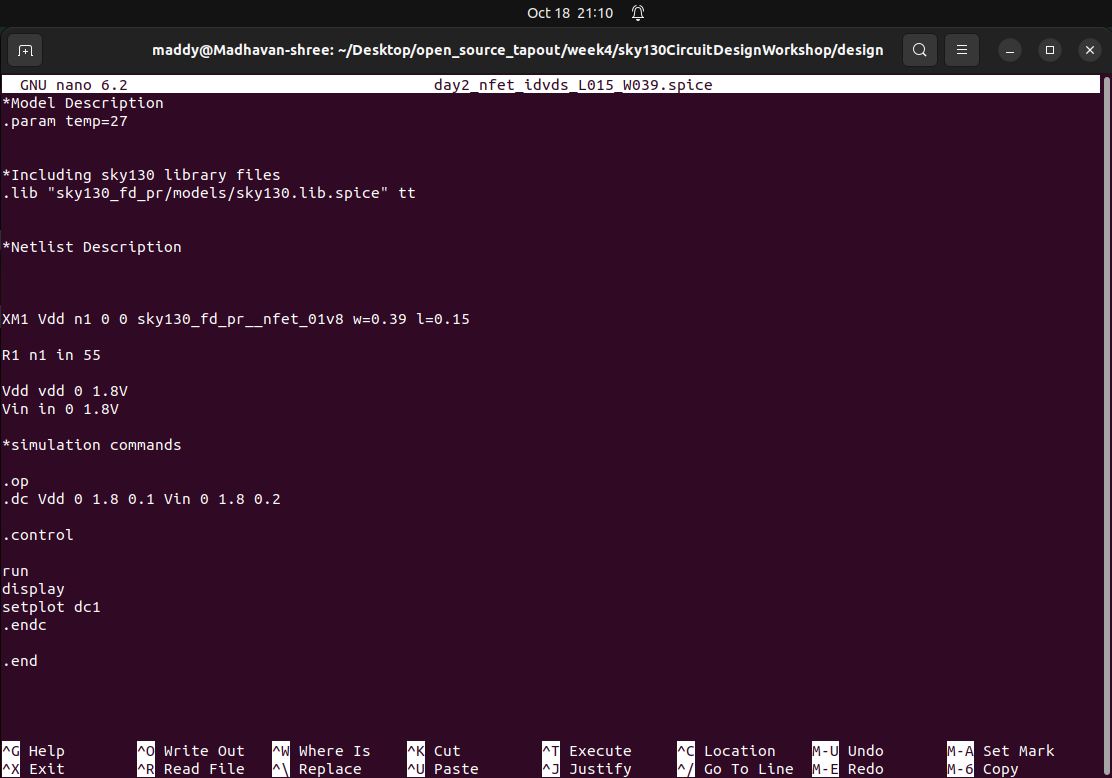 Oct 18 21:10
maddy@Madhavan-shree: ~/Desktop/open_source_tapout/week4/sky130CircuitDesignWorkshop/design
GNU nano 6.2 day2_nfet_idvds_L015_W039.spice
*Model Description
.param temp=27
*Including sky130 library files
.lib "sky130_fd_pr/models/sky130.lib.spice" tt
*Netlist Description
XM1 Vdd n1 0 0 sky130_fd_pr__nfet_01v8 w=0.39 l=0.15
R1 n1 in 55
Vdd vdd 0 1.8V
Vin in 0 1.8V
*simulation commands
.op
.dc Vdd 0 1.8 0.1 Vin 0 1.8 0.2
.control
run
display
setplot dc1
.endc
.end
^G Help ^O Write Out ^W Where Is ^K Cut ^T Execute ^C Location M-U Undo M-A Set Mark
^X Exit ^R Read File ^\ Replace ^U Paste ^J Justify ^/ Go To Line M-E Redo M-6 Copy